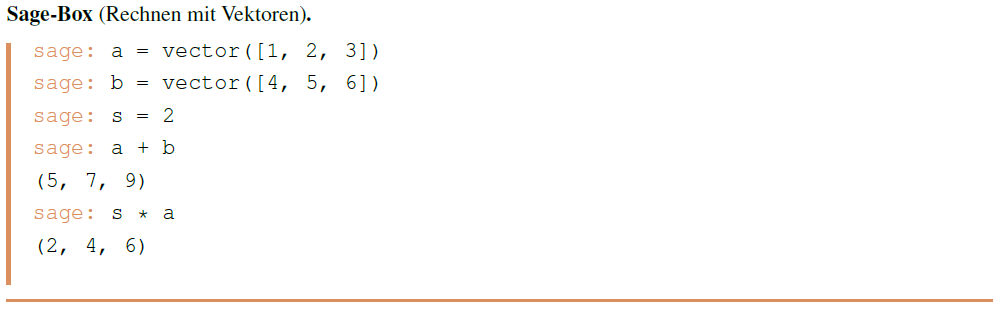 Sage-Box (Rechnen mit Vektoren).
sage: a = vector([1, 2, 3])
sage: b = vector([4, 5, 6])
sage: s = 2
sage: a + b
(5, 7, 9)
sage: s * a
(2, 4, 6)